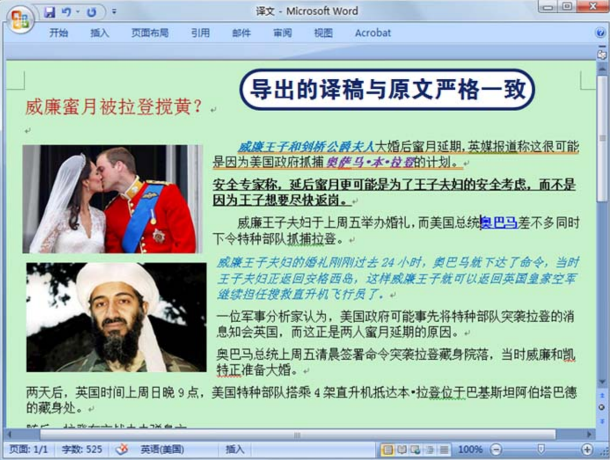 译文 - Microsoft Word
开始 插入 页面布局 引用 邮件 审阅 视图 Acrobat
导出的译稿与原文严格一致
威廉蜜月被拉登搅黄？
威廉王子和剑桥公爵夫人大婚后蜜月延期,英媒报道称这很可能
是因为美国政府抓捕奥萨马·本·拉登的计划。
安全专家称，延后蜜月更可能是为了王子夫妇的安全考虑，而不是
因为王子想要尽快返岗。
威廉王子夫妇于上周五举办婚礼,而美国总统奥巴马差不多同时
下令特种部队抓捕拉登。
威廉王子夫妇的婚礼刚刚过去 24 小时，奥巴马就下达了命令，当时
王子夫妇正返回安格西岛，这样威廉王子就可以返回英国皇家空军
继续担任搜救直升机飞行员了。
一位军事分析家认为，美国政府可能事先将特种部队突袭拉登的消
息知会英国，而这正是两人蜜月延期的原因。
奥巴马总统上周五清晨签署命令突袭拉登藏身院落，当时威廉和凯
特正准备大婚。
两天后，英国时间上周日晚 9 点，美国特种部队搭乘 4 架直升机抵达本·拉登位于巴基斯坦阿伯塔巴德
的藏身处。
页面: 1/1 字数: 525 英语(美国) 插入 100%